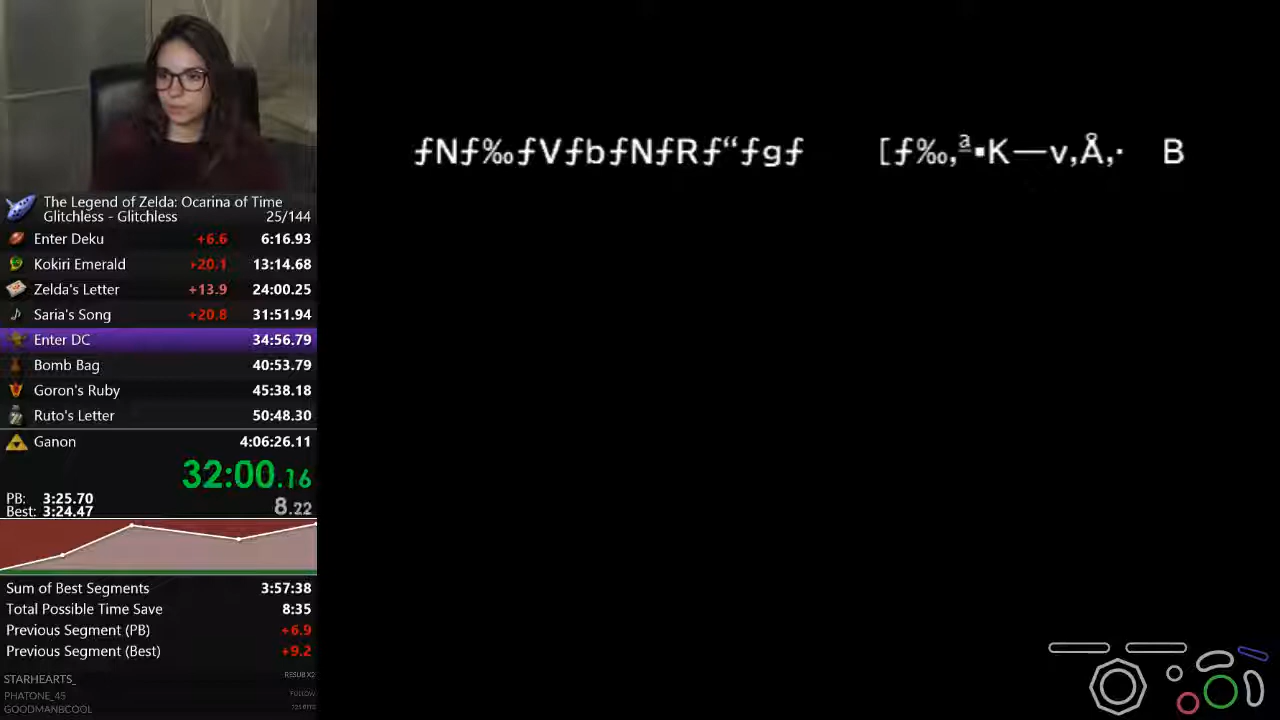 ƒNƒ‰ƒVƒbƒNƒRƒ“ƒgƒ [ƒ‰‚ª▪K—v‚Å‚· B
The Legend of Zelda: Ocarina of Time
Glitchless - Glitchless 25/144
Enter Deku +6.6 6:16.93
Kokiri Emerald +20.1 13:14.68
Zelda's Letter +13.9 24:00.25
Saria's Song +20.8 31:51.94
Enter DC 34:56.79
Bomb Bag 40:53.79
Goron's Ruby 45:38.18
Ruto's Letter 50:48.30
Ganon 4:06:26.11
32:00.16
PB: 3:25.70 8.22
Best: 3:24.47
Sum of Best Segments 3:57:38
Total Possible Time Save 8:35
Previous Segment (PB) +6.9
Previous Segment (Best) +9.2
STARHEARTS_ RESUB X2
PHATONE_45 FOLLOW
GOODMANBCOOL